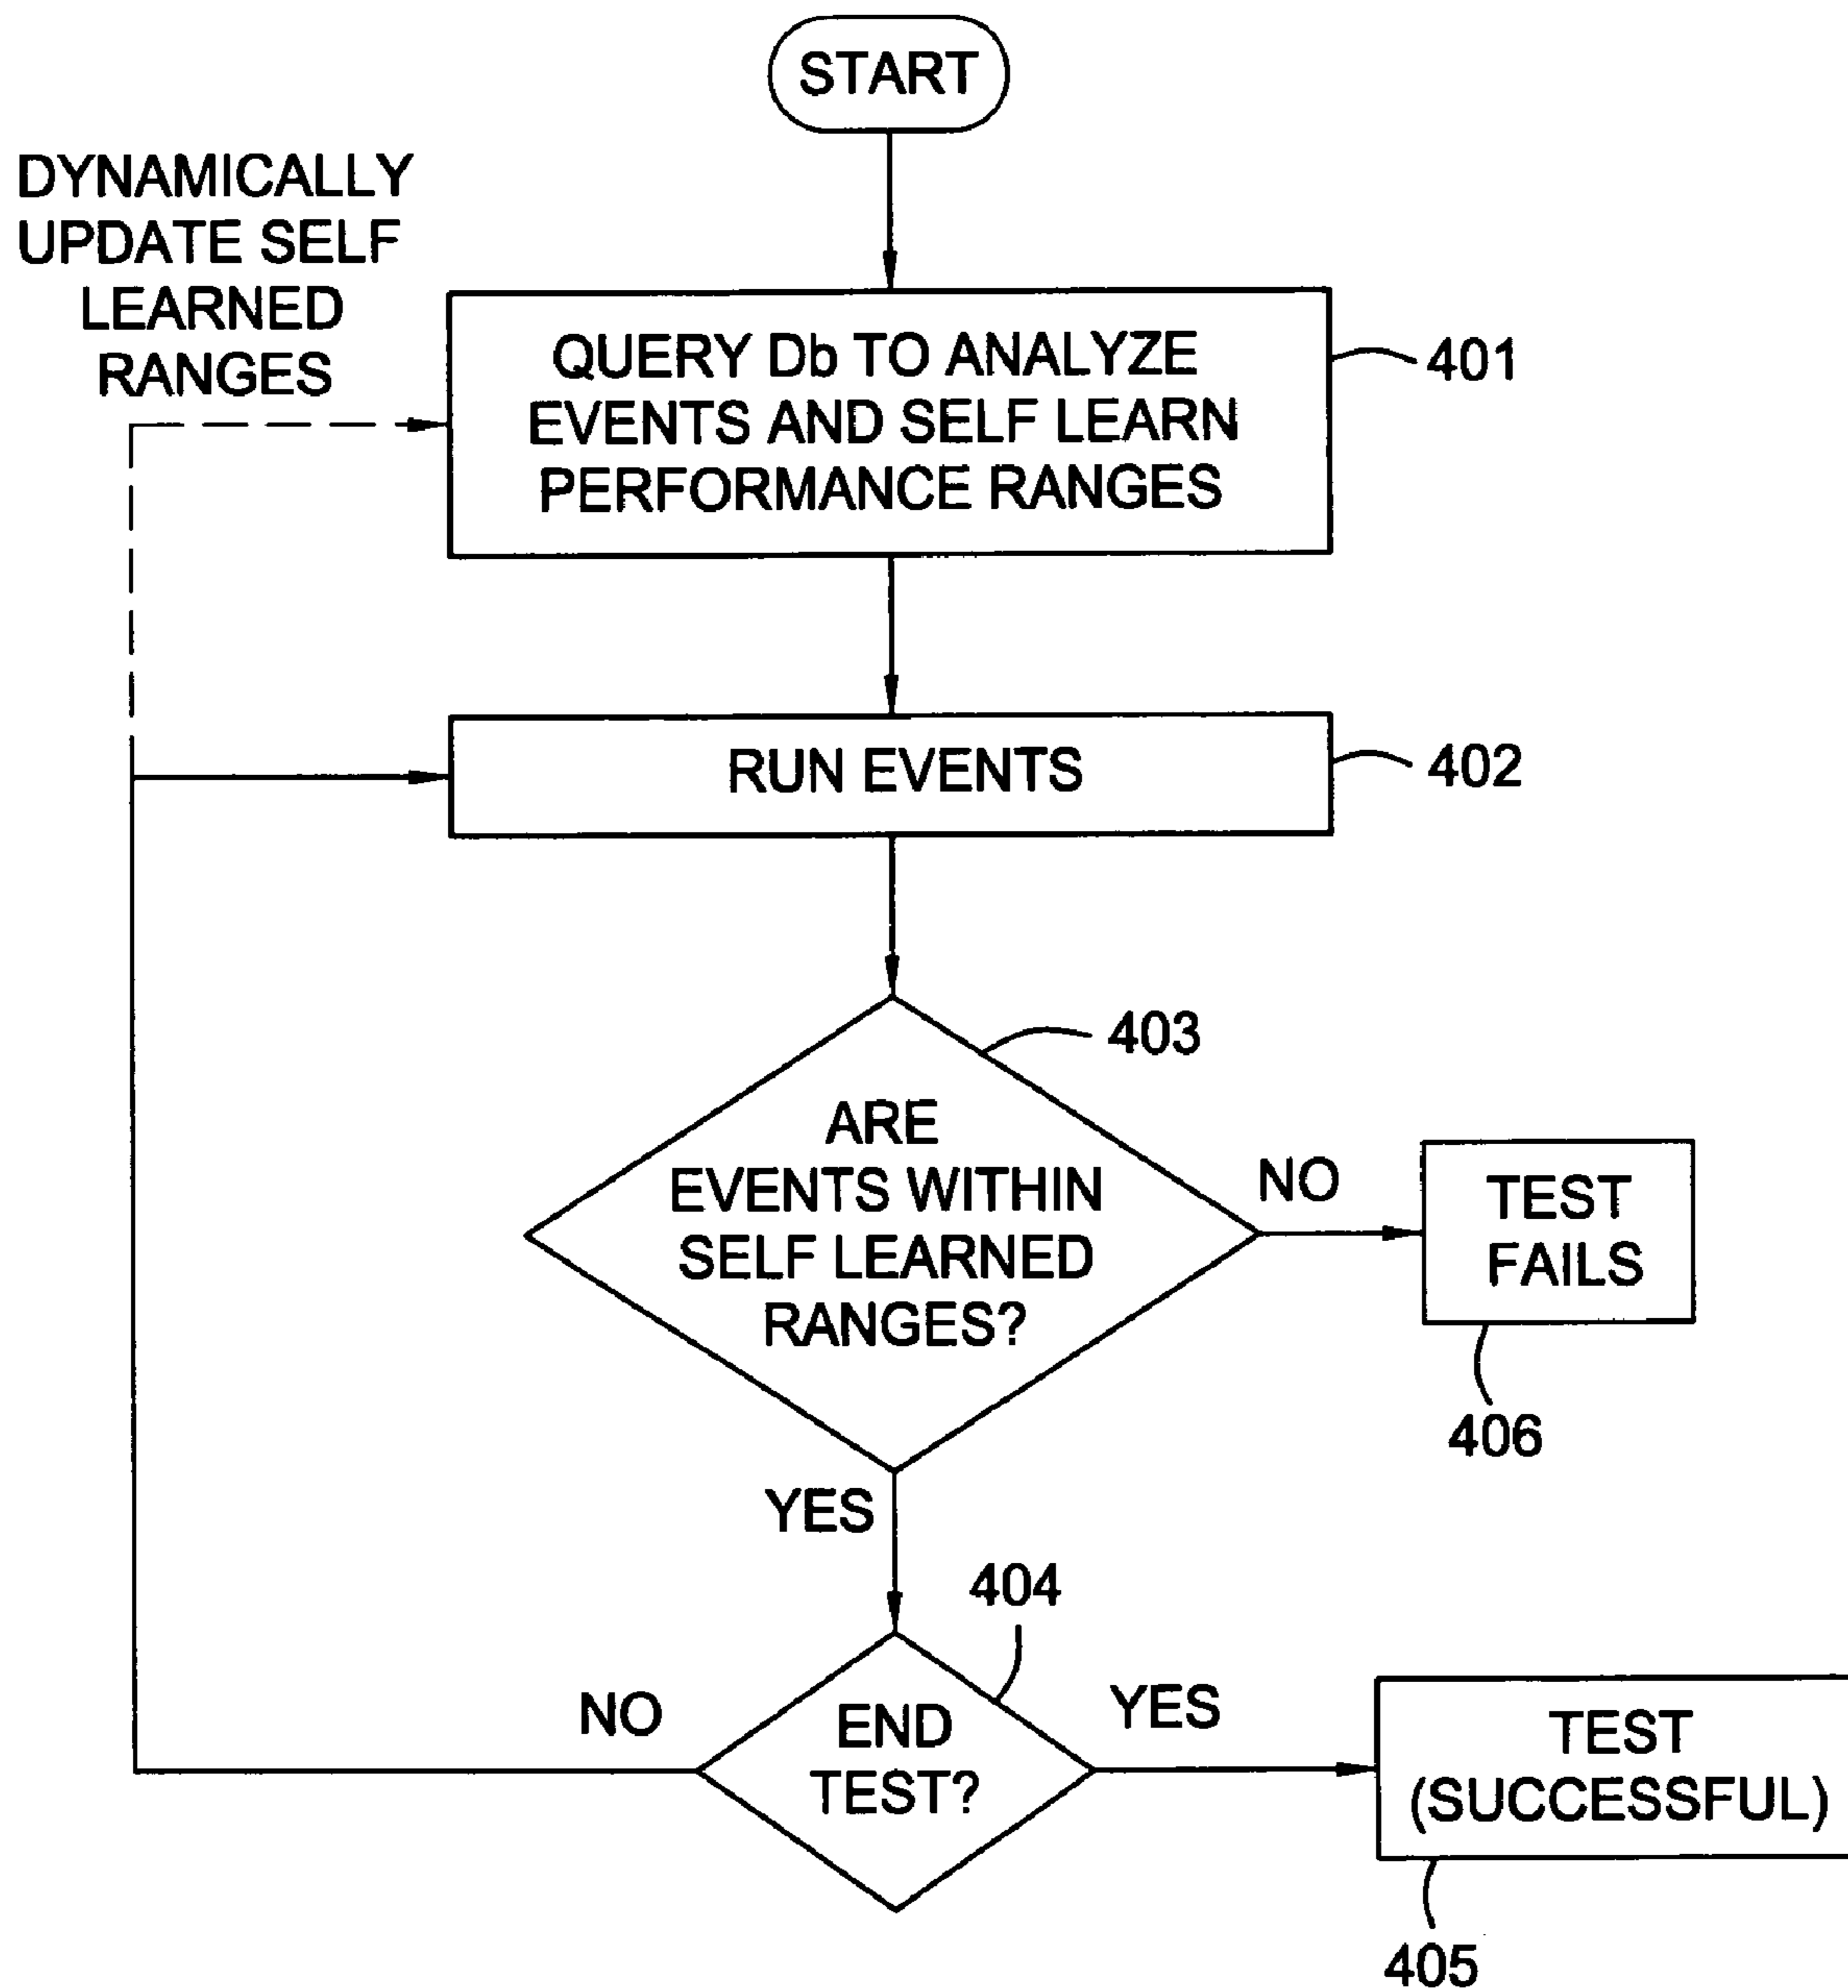 START
DYNAMICALLY
UPDATE SELF
LEARNED
RANGES
QUERY Db TO ANALYZE
EVENTS AND SELF LEARN
PERFORMANCE RANGES
401
RUN EVENTS
402
403
ARE
EVENTS WITHIN
SELF LEARNED
RANGES?
NO
TEST
FAILS
406
YES
404
END
TEST?
NO
YES
TEST
(SUCCESSFUL)
405